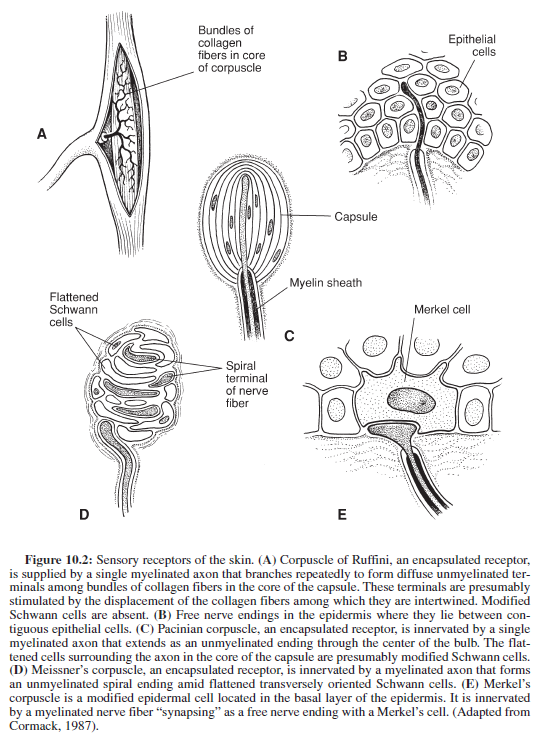 Bundles of
collagen
fibers in core
of corpuscle
A
B
Epithelial
cells
Capsule
Myelin sheath
C
Flattened
Schwann
cells
Spiral
terminal
of nerve
fiber
D
Merkel cell
E
Figure 10.2: Sensory receptors of the skin. (A) Corpuscle of Ruffini, an encapsulated receptor,
is supplied by a single myelinated axon that branches repeatedly to form diffuse unmyelinated ter-
minals among bundles of collagen fibers in the core of the capsule. These terminals are presumably
stimulated by the displacement of the collagen fibers among which they are intertwined. Modified
Schwann cells are absent. (B) Free nerve endings in the epidermis where they lie between con-
tiguous epithelial cells. (C) Pacinian corpuscle, an encapsulated receptor, is innervated by a single
myelinated axon that extends as an unmyelinated ending through the center of the bulb. The flat-
tened cells surrounding the axon in the core of the capsule are presumably modified Schwann cells.
(D) Meissner's corpuscle, an encapsulated receptor, is innervated by a myelinated axon that forms
an unmyelinated spiral ending amid flattened transversely oriented Schwann cells. (E) Merkel's
corpuscle is a modified epidermal cell located in the basal layer of the epidermis. It is innervated
by a myelinated nerve fiber “synapsing” as a free nerve ending with a Merkel's cell. (Adapted from
Cormack, 1987).